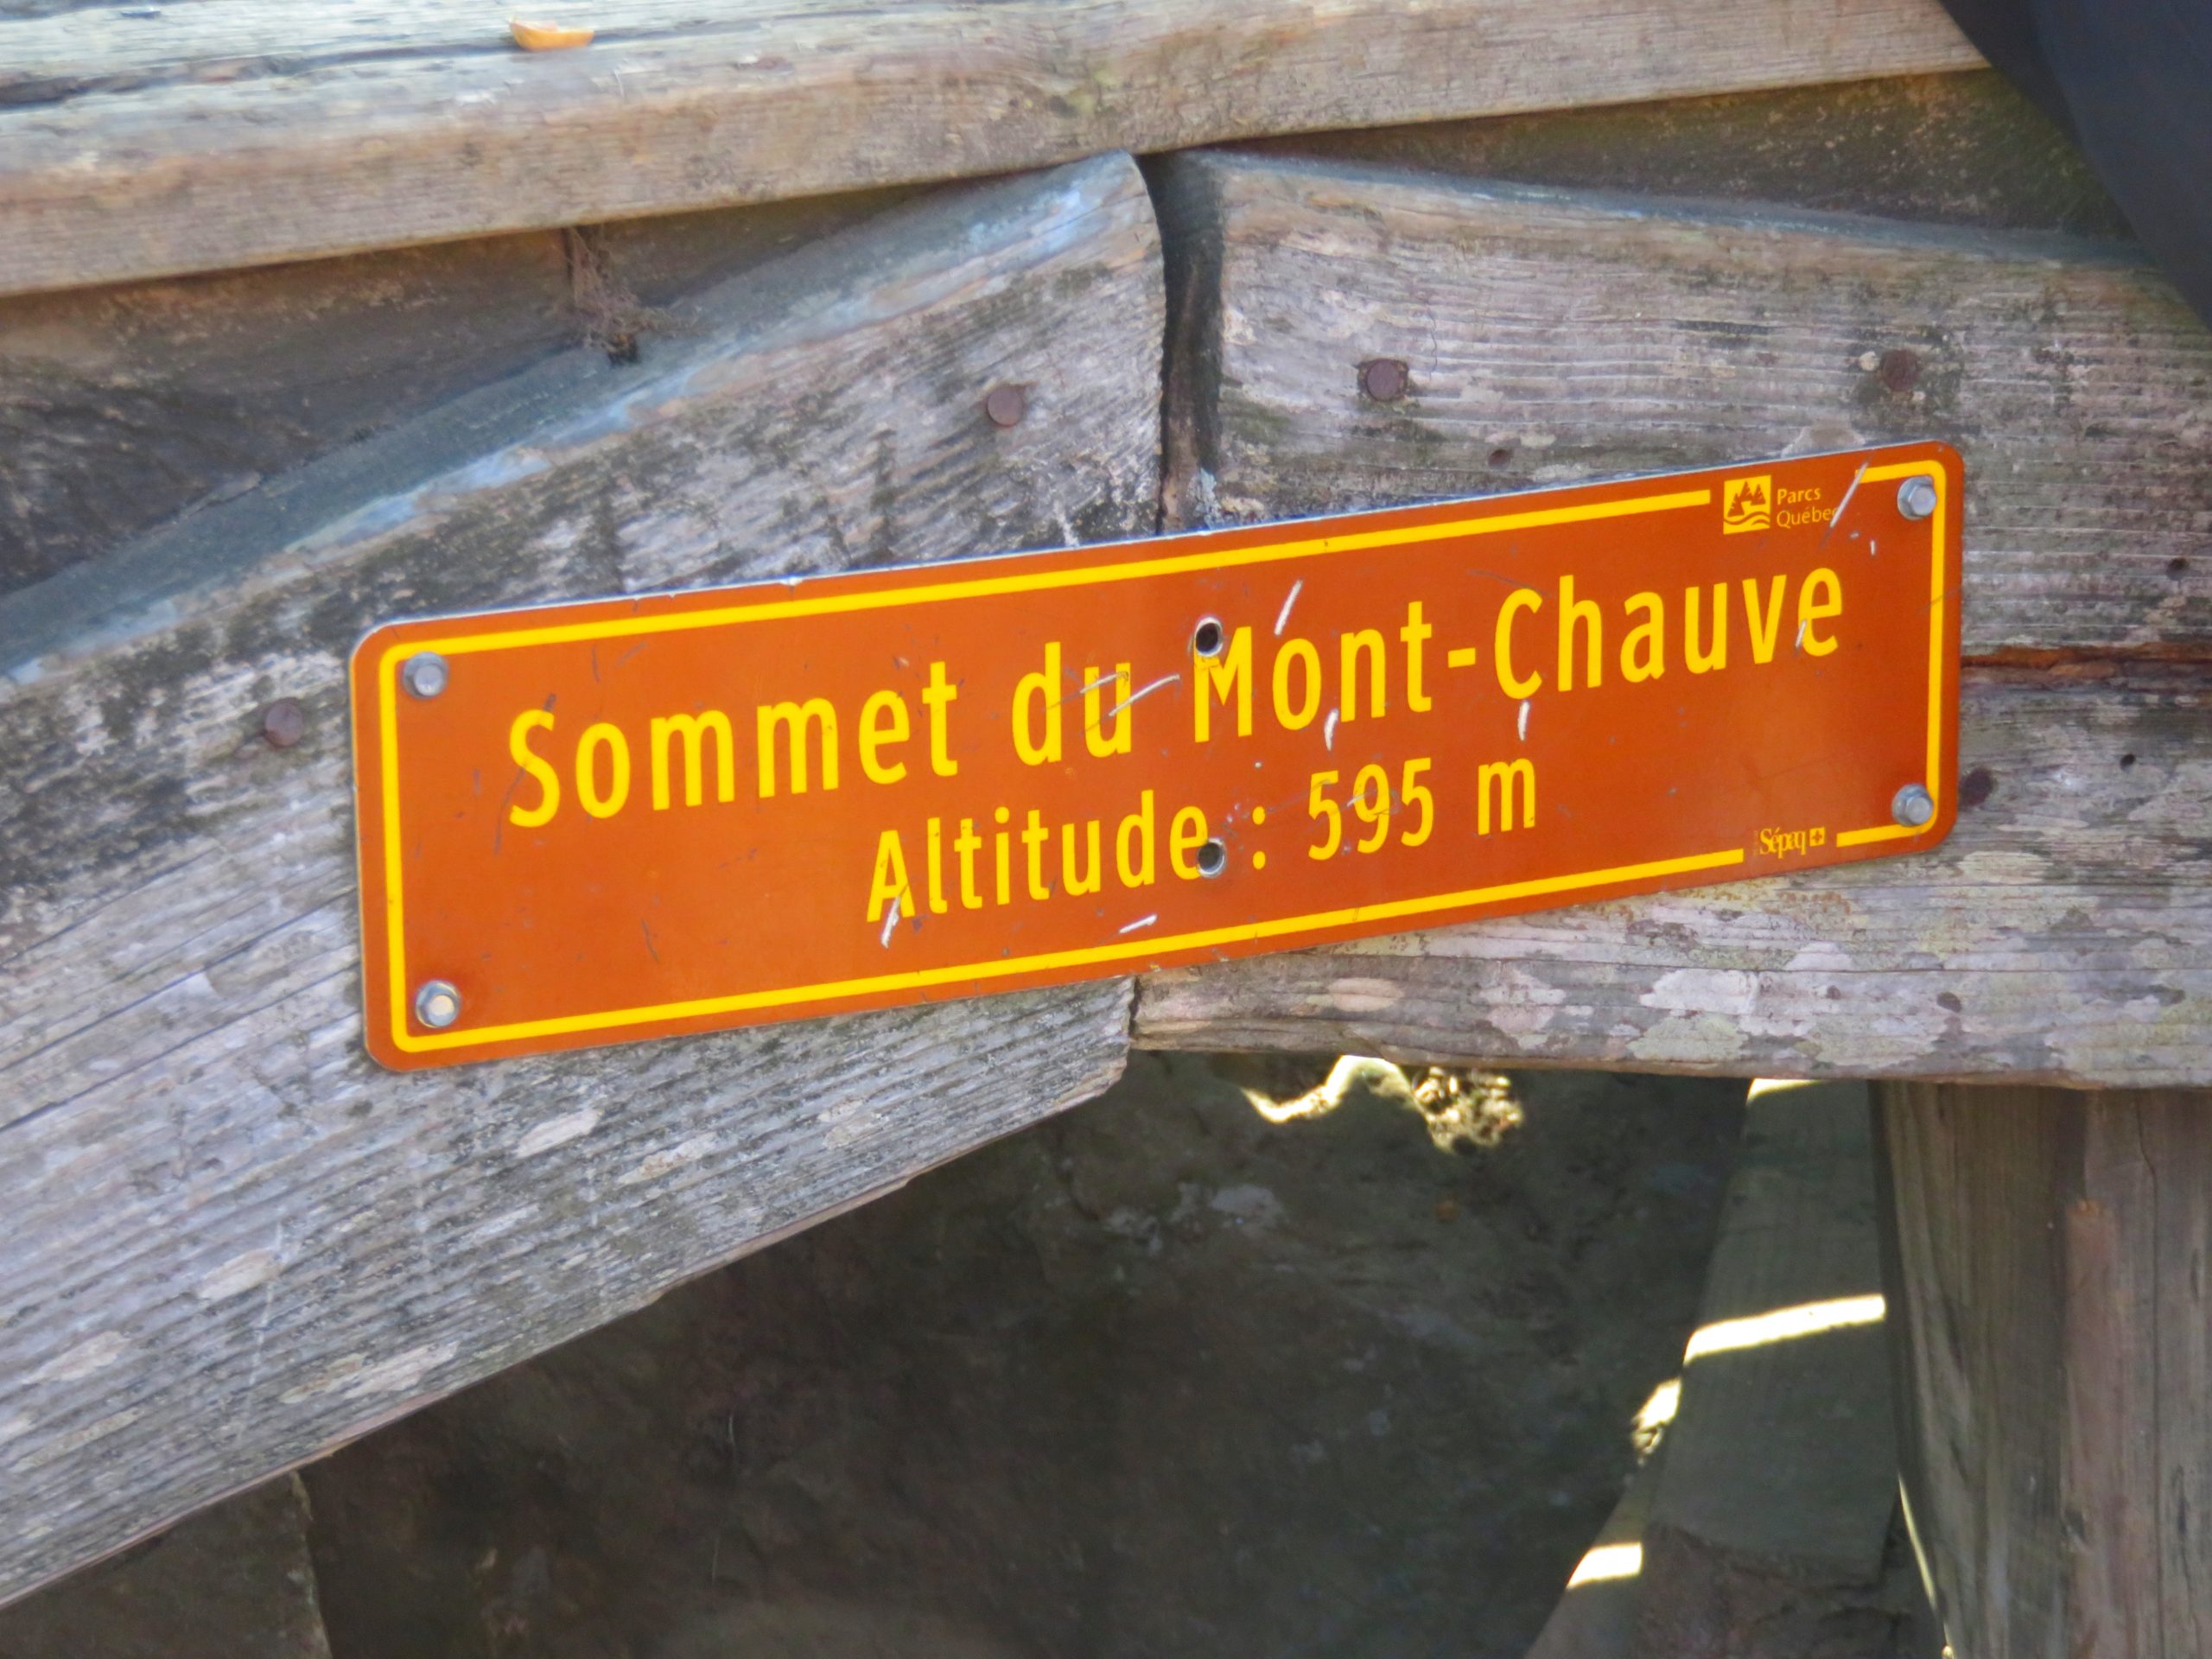 Parcs
Québec
Sommet du Mont-Chauve
Altitude : 595 m
Sépaq